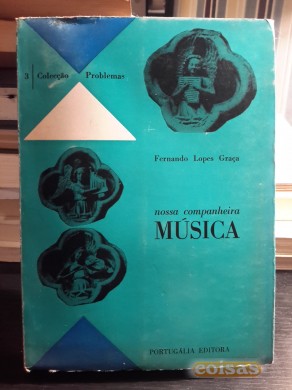 3 Colecção Problemas
Fernando Lopes Graça
nossa companheira
MÚSICA
PORTUGÁLIA EDITORA
coisas